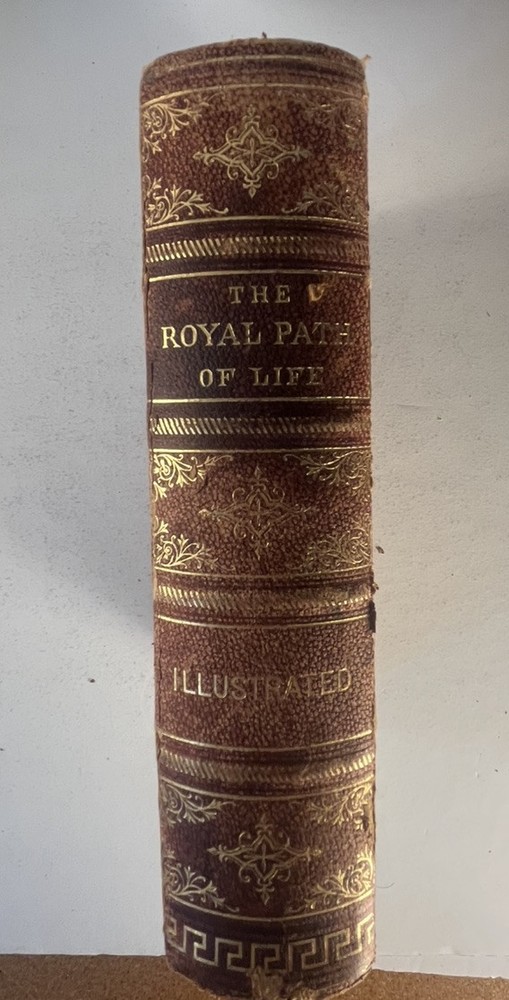 THE
ROYAL PATH
OF LIFE
ILLUSTRATED